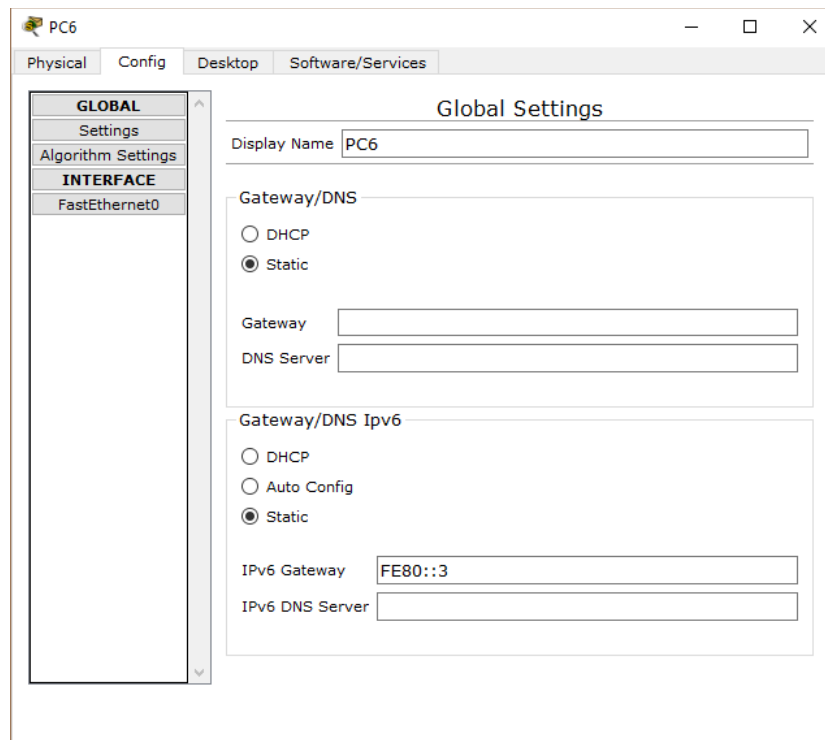 PC6
Physical Config Desktop Software/Services
GLOBAL
Settings
Algorithm Settings
INTERFACE
FastEthernet0
Global Settings
Display Name PC6
Gateway/DNS
DHCP
Static
Gateway
DNS Server
Gateway/DNS Ipv6
DHCP
Auto Config
Static
IPv6 Gateway FE80::3
IPv6 DNS Server